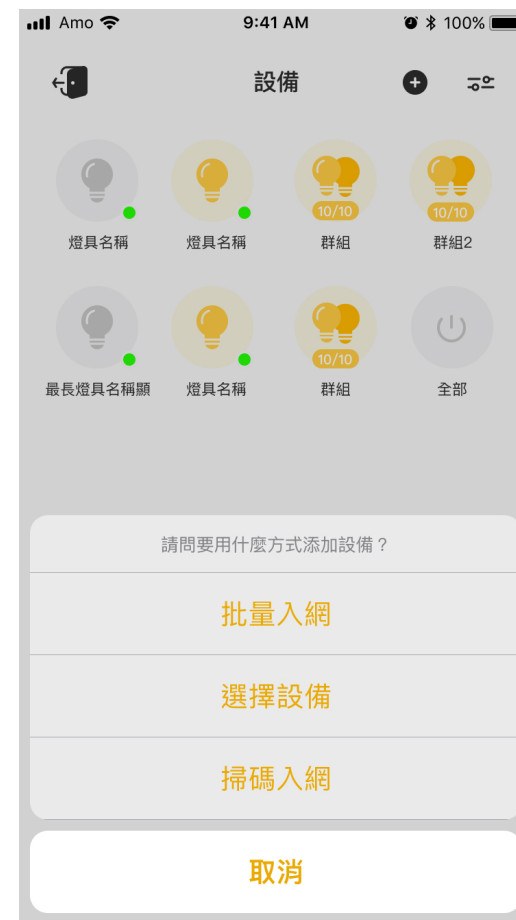 Amo 9:41 AM 100%
設備
10/10 10/10
燈具名稱 燈具名稱 群組 群組2
10/10
最長燈具名稱顯 燈具名稱 群組 全部
請問要用什麼方式添加設備？
批量入網
選擇設備
掃碼入網
取消